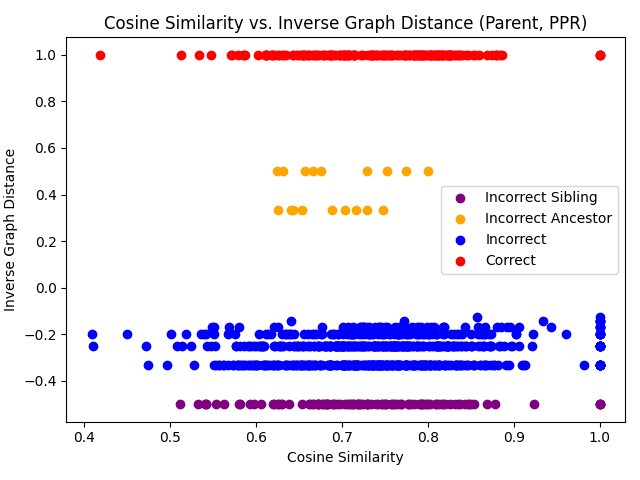 Cosine Similarity vs. Inverse Graph Distance (Parent, PPR)
1.0
0.8
0.6
0.4
0.2
0.0
−0.2
−0.4
Inverse Graph Distance
Incorrect Sibling
Incorrect Ancestor
Incorrect
Correct
0.4 0.5 0.6 0.7 0.8 0.9 1.0
Cosine Similarity